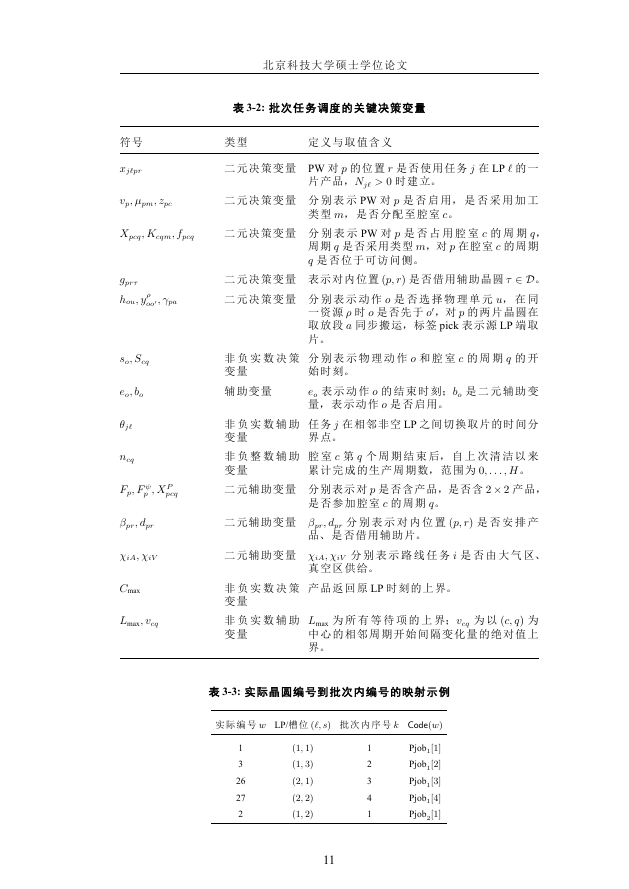 北京科技大学硕士学位论文
表 3-2: 批次任务调度的关键决策变量
符号 类型 定义与取值含义
x_{jℓpr} 二元决策变量 PW 对 p 的位置 r 是否使用任务 j 在 LP ℓ 的一
片产品，N_{jℓ} > 0 时建立。
v_p, μ_{pm}, z_{pc} 二元决策变量 分别表示 PW 对 p 是否启用，是否采用加工
类型 m，是否分配至腔室 c。
X_{pcq}, K_{cqm}, f_{pcq} 二元决策变量 分别表示 PW 对 p 是否占用腔室 c 的周期 q，
周期 q 是否采用类型 m，对 p 在腔室 c 的周期
q 是否位于可访问侧。
g_{prτ} 二元决策变量 表示对内位置 (p, r) 是否借用辅助晶圆 τ ∈ D。
h_{ou}, y^ρ_{oo′}, γ_{pa} 二元决策变量 分别表示动作 o 是否选择物理单元 u，在同
一资源 ρ 时 o 是否先于 o′，对 p 的两片晶圆在
取放段 a 同步搬运，标签 pick 表示源 LP 端取
片。
s_o, S_{cq} 非负实数决策 分别表示物理动作 o 和腔室 c 的周期 q 的开
变量 始时刻。
e_o, b_o 辅助变量 e_o 表示动作 o 的结束时刻；b_o 是二元辅助变
量，表示动作 o 是否启用。
θ_{jℓ} 非负实数辅助 任务 j 在相邻非空 LP 之间切换取片的时间分
变量 界点。
n_{cq} 非负整数辅助 腔室 c 第 q 个周期结束后，自上次清洁以来
变量 累计完成的生产周期数，范围为 0, . . . , H。
F_p, F^ψ_p, X^P_{pcq} 二元辅助变量 分别表示对 p 是否含产品，是否含 2 × 2 产品，
是否参加腔室 c 的周期 q。
β_{pr}, d_{pr} 二元辅助变量 β_{pr}, d_{pr} 分别表示对内位置 (p, r) 是否安排产
品、是否借用辅助片。
χ_{iA}, χ_{iV} 二元辅助变量 χ_{iA}, χ_{iV} 分别表示路线任务 i 是否由大气区、
真空区供给。
C_{max} 非负实数决策 产品返回原 LP 时刻的上界。
变量
L_{max}, v_{cq} 非负实数辅助 L_{max} 为所有等待项的上界；v_{cq} 为以 (c, q) 为
变量 中心的相邻周期开始间隔变化量的绝对值上
界。
表 3-3: 实际晶圆编号到批次内编号的映射示例
实际编号 w LP/槽位 (ℓ, s) 批次内序号 k Code(w)
1 (1, 1) 1 Pjob_1[1]
3 (1, 3) 2 Pjob_1[2]
26 (2, 1) 3 Pjob_1[3]
27 (2, 2) 4 Pjob_1[4]
2 (1, 2) 1 Pjob_2[1]
11